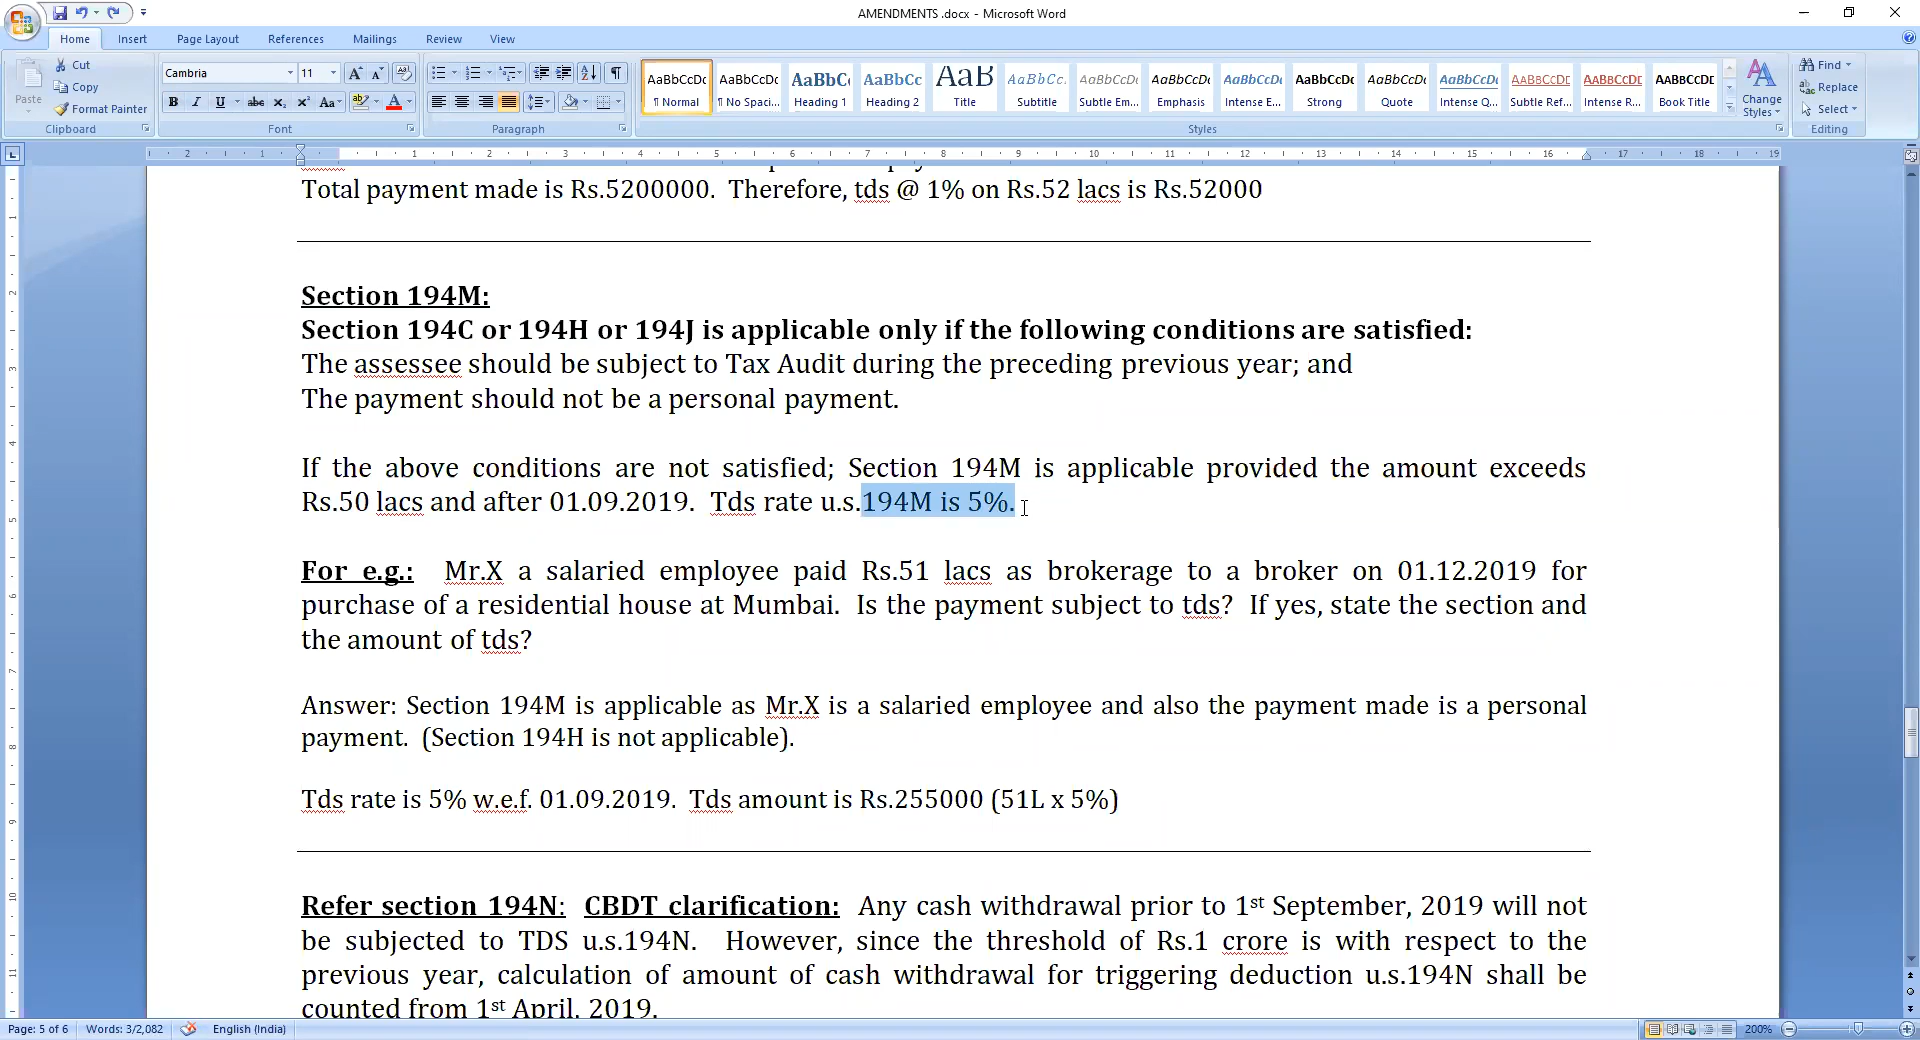 AMENDMENTS .docx - Microsoft Word
Home Insert Page Layout References Mailings Review View
Paste Cut Copy Format Painter Clipboard
Cambria 11 Font
Paragraph
AaBbCcDc ¶ Normal
AaBbCcDc ¶ No Spaci...
AaBbC Heading 1
AaBbCc Heading 2
AaB Title
AaBbCc. Subtitle
AaBbCcDc Subtle Em...
AaBbCcDc Emphasis
AaBbCcDc Intense E...
AaBbCcDc Strong
AaBbCcDc Quote
AaBbCcDc Intense Q...
AaBbCcDd Subtle Ref...
AaBbCcDd Intense R...
AaBbCcDd Book Title
Change Styles
Styles
Find Replace Select Editing
Total payment made is Rs.5200000. Therefore, tds @ 1% on Rs.52 lacs is Rs.52000
Section 194M:
Section 194C or 194H or 194J is applicable only if the following conditions are satisfied:
The assessee should be subject to Tax Audit during the preceding previous year; and
The payment should not be a personal payment.
If the above conditions are not satisfied; Section 194M is applicable provided the amount exceeds
Rs.50 lacs and after 01.09.2019. Tds rate u.s.194M is 5%.
For e.g.: Mr.X a salaried employee paid Rs.51 lacs as brokerage to a broker on 01.12.2019 for
purchase of a residential house at Mumbai. Is the payment subject to tds? If yes, state the section and
the amount of tds?
Answer: Section 194M is applicable as Mr.X is a salaried employee and also the payment made is a personal
payment. (Section 194H is not applicable).
Tds rate is 5% w.e.f. 01.09.2019. Tds amount is Rs.255000 (51L x 5%)
Refer section 194N: CBDT clarification: Any cash withdrawal prior to 1st September, 2019 will not
be subjected to TDS u.s.194N. However, since the threshold of Rs.1 crore is with respect to the
previous year, calculation of amount of cash withdrawal for triggering deduction u.s.194N shall be
counted from 1st April, 2019.
Page: 5 of 6 Words: 3/2,082 English (India) 200%